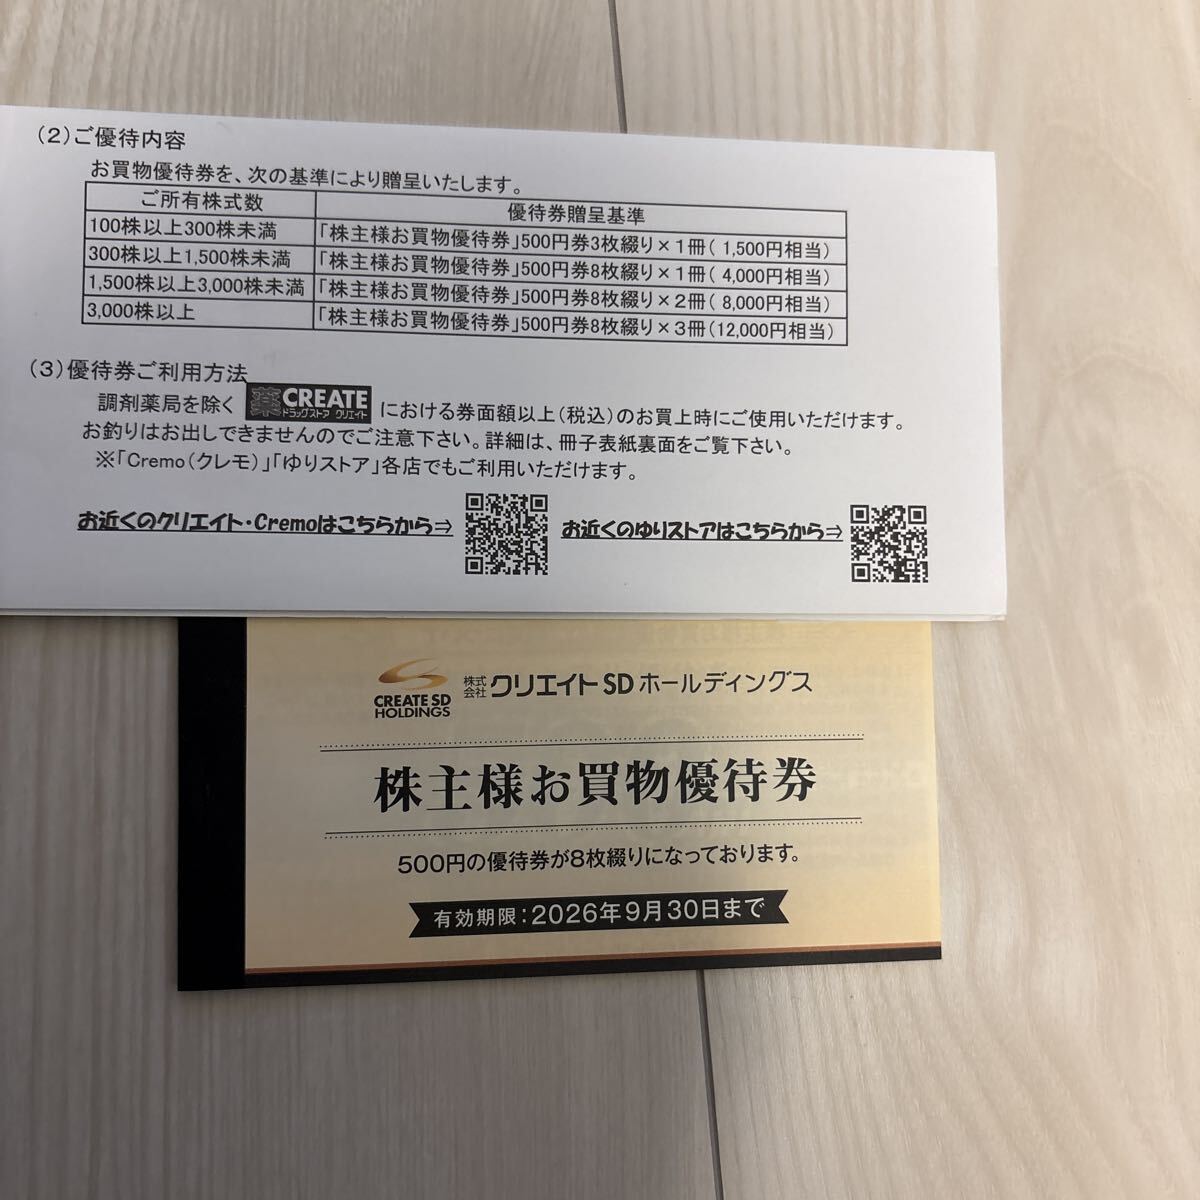 (2)ご優待内容
お買物優待券を、次の基準により贈呈いたします。
ご所有株式数 優待券贈呈基準
100株以上300株未満 「株主様お買物優待券」500円券3枚綴り×1冊( 1,500円相当)
300株以上1,500株未満 「株主様お買物優待券」500円券8枚綴り×1冊( 4,000円相当)
1,500株以上3,000株未満 「株主様お買物優待券」500円券8枚綴り×2冊( 8,000円相当)
3,000株以上 「株主様お買物優待券」500円券8枚綴り×3冊(12,000円相当)
(3)優待券ご利用方法
調剤薬局を除く 薬 CREATE ドラッグストア クリエイト における券面額以上(税込)のお買上時にご使用いただけます。
お釣りはお出しできませんのでご注意下さい。詳細は、冊子表紙裏面をご覧下さい。
※「Cremo(クレモ)」「ゆりストア」各店でもご利用いただけます。
お近くのクリエイト・Cremoはこちらから⇒ お近くのゆりストアはこちらから⇒
CREATE SD
HOLDINGS
株式会社 クリエイトSDホールディングス
株主様お買物優待券
500円の優待券が8枚綴りになっております。
有効期限:2026年9月30日まで